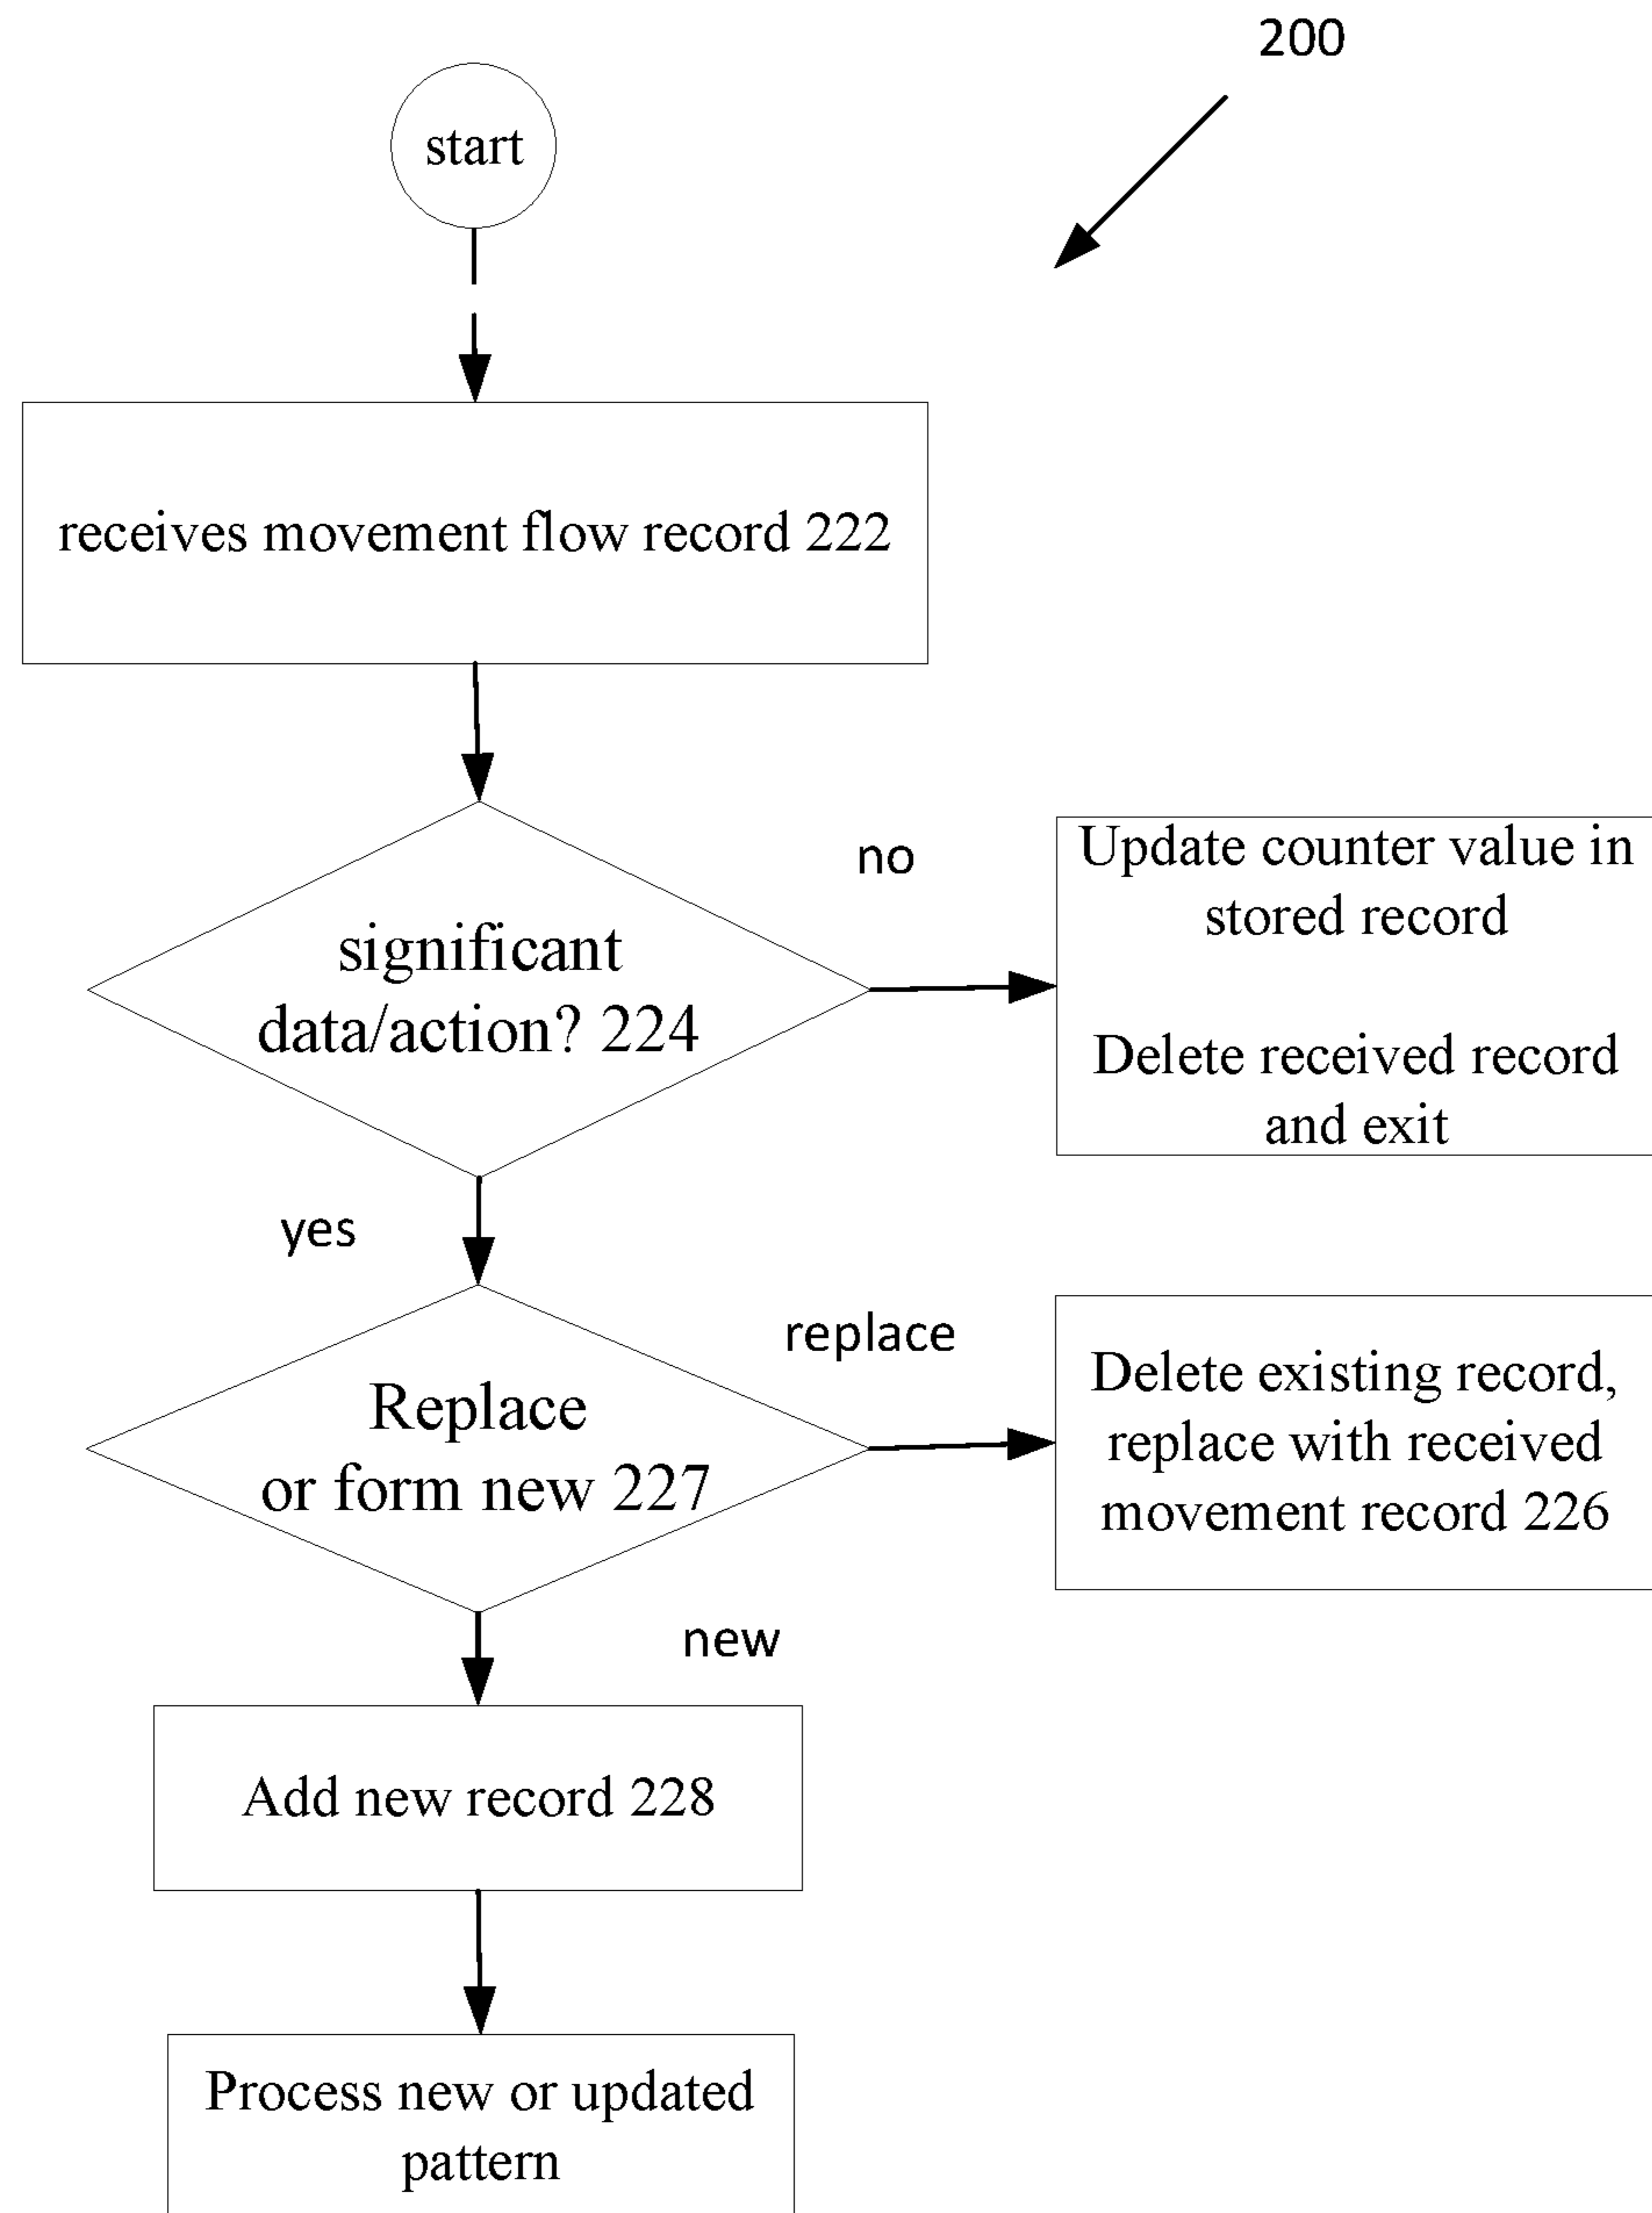 200
start
receives movement flow record 222
significant
data/action? 224
no
Update counter value in
stored record
Delete received record
and exit
yes
Replace
or form new 227
replace
Delete existing record,
replace with received
movement record 226
new
Add new record 228
Process new or updated
pattern